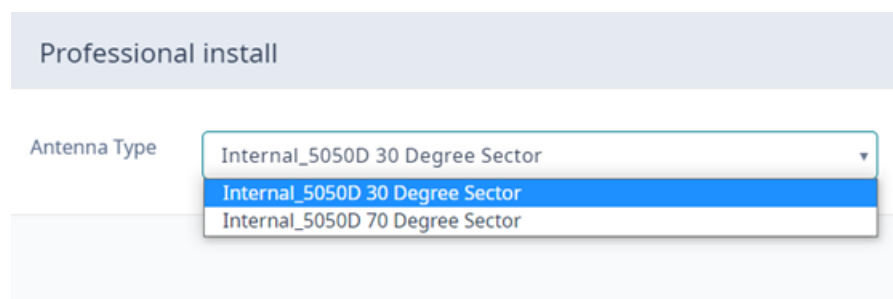 Professional install
Antenna Type
Internal_5050D 30 Degree Sector
Internal_5050D 30 Degree Sector
Internal_5050D 70 Degree Sector